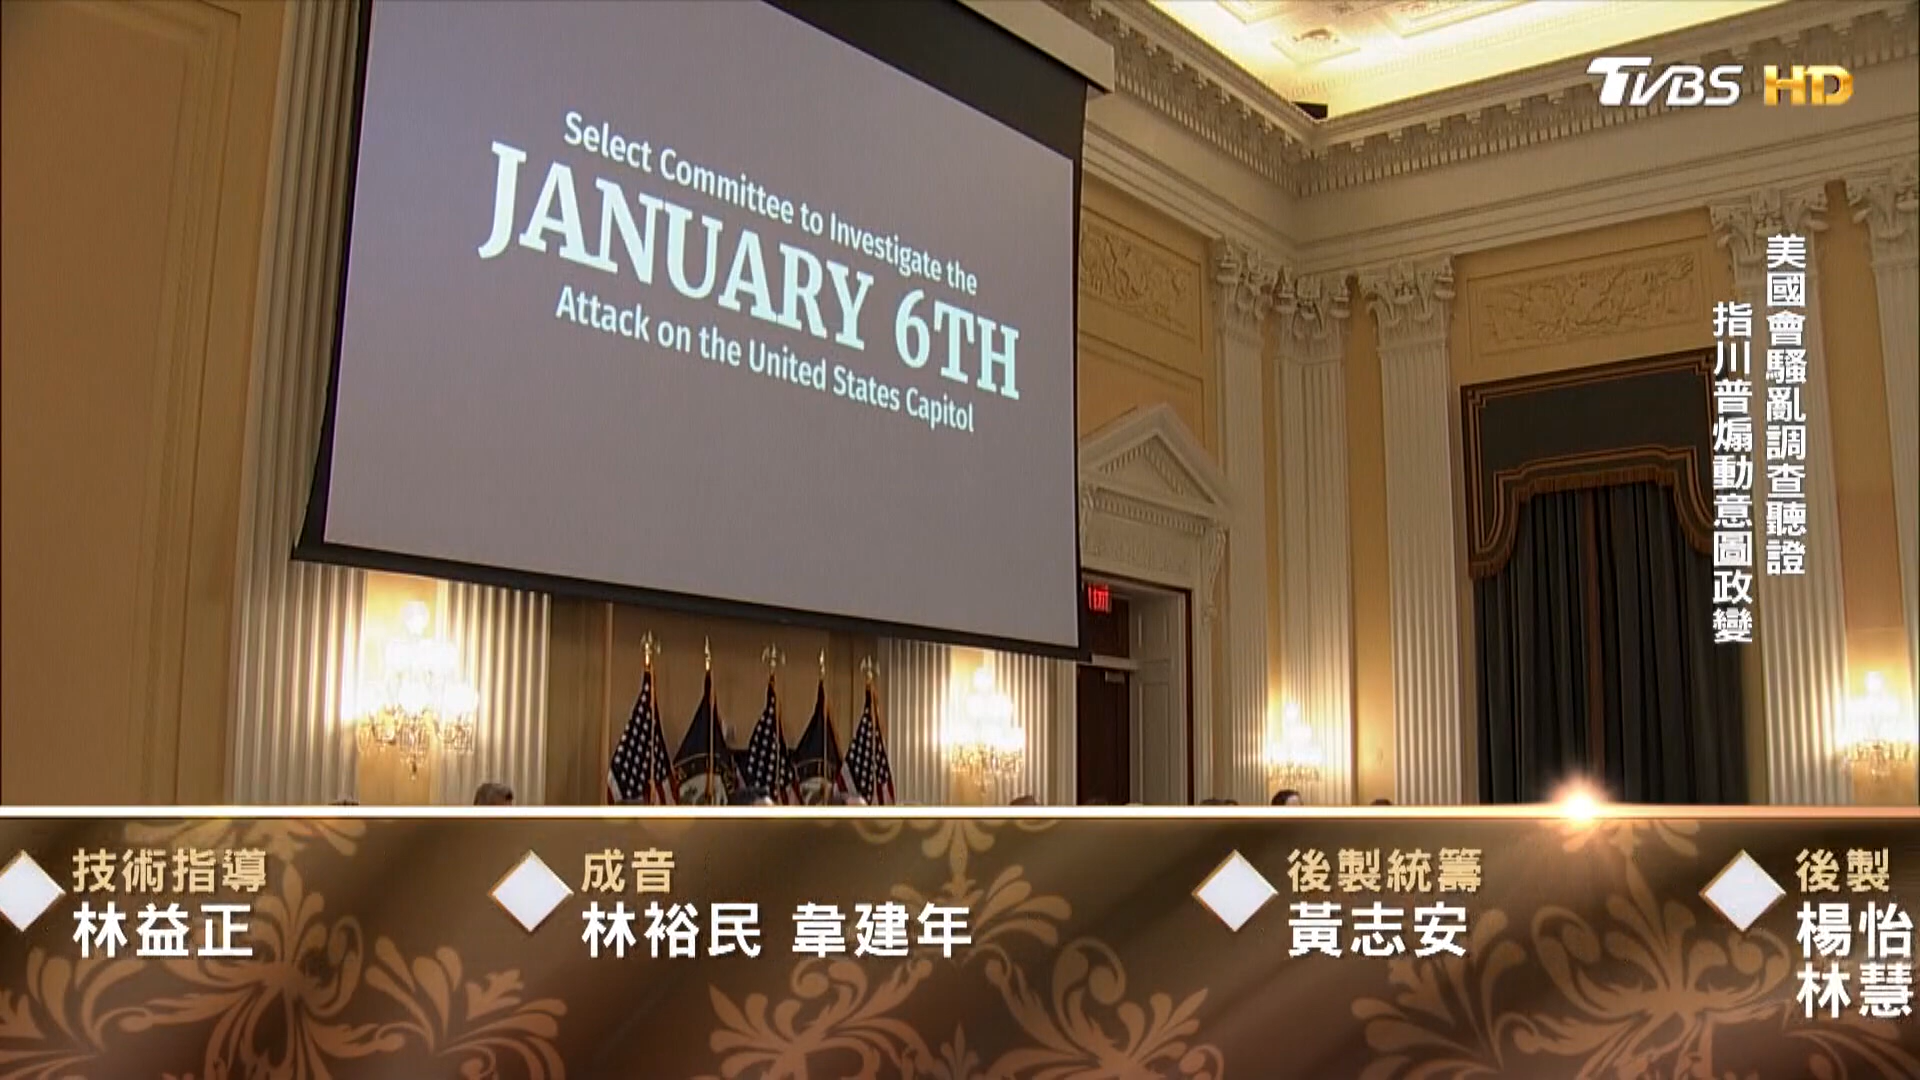 TVBS HD
Select Committee to Investigate the
JANUARY 6TH
Attack on the United States Capitol
美國會騷亂調查聽證
指川普煽動意圖政變
EXIT
技術指導
林益正
成音
林裕民 韋建年
後製統籌
黃志安
後製
楊怡
林慧